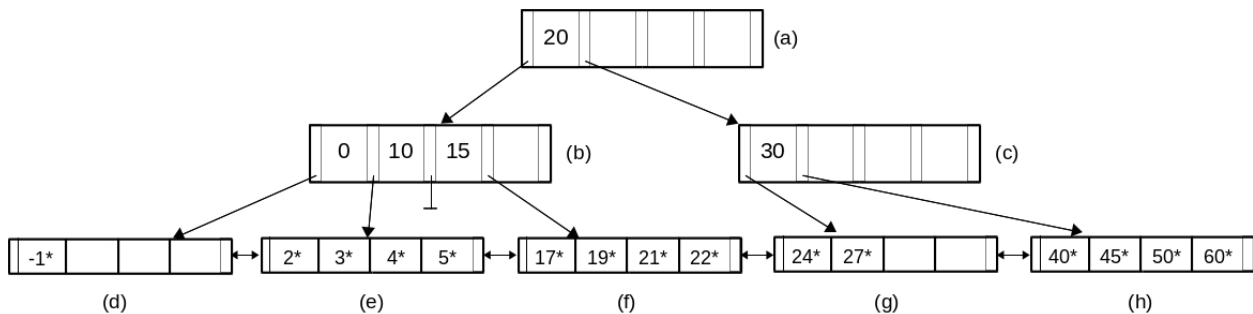 20 (a)
0 10 15 (b) 30 (c)
-1* 2* 3* 4* 5* 17* 19* 21* 22* 24* 27* 40* 45* 50* 60*
(d) (e) (f) (g) (h)